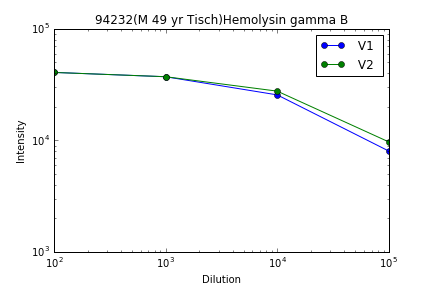 94232(M 49 yr Tisch)Hemolysin gamma B
10^5
V1
V2
10^4
Intensity
10^3
10^2 10^3 10^4 10^5
Dilution